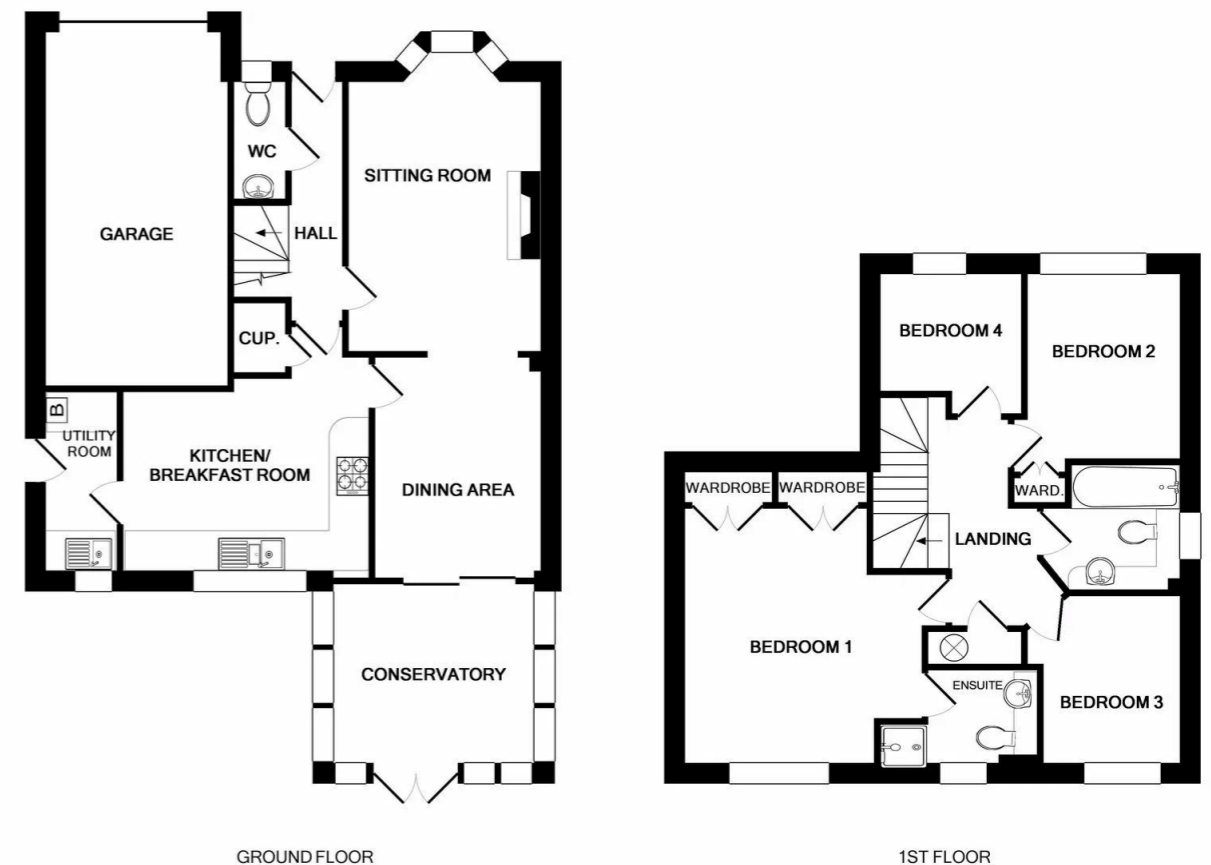 WC
SITTING ROOM
GARAGE
HALL
CUP.
B
UTILITY
ROOM
KITCHEN/
BREAKFAST ROOM
DINING AREA
CONSERVATORY
GROUND FLOOR
BEDROOM 4
BEDROOM 2
WARDROBE
WARDROBE
WARD.
LANDING
BEDROOM 1
ENSUITE
BEDROOM 3
1ST FLOOR